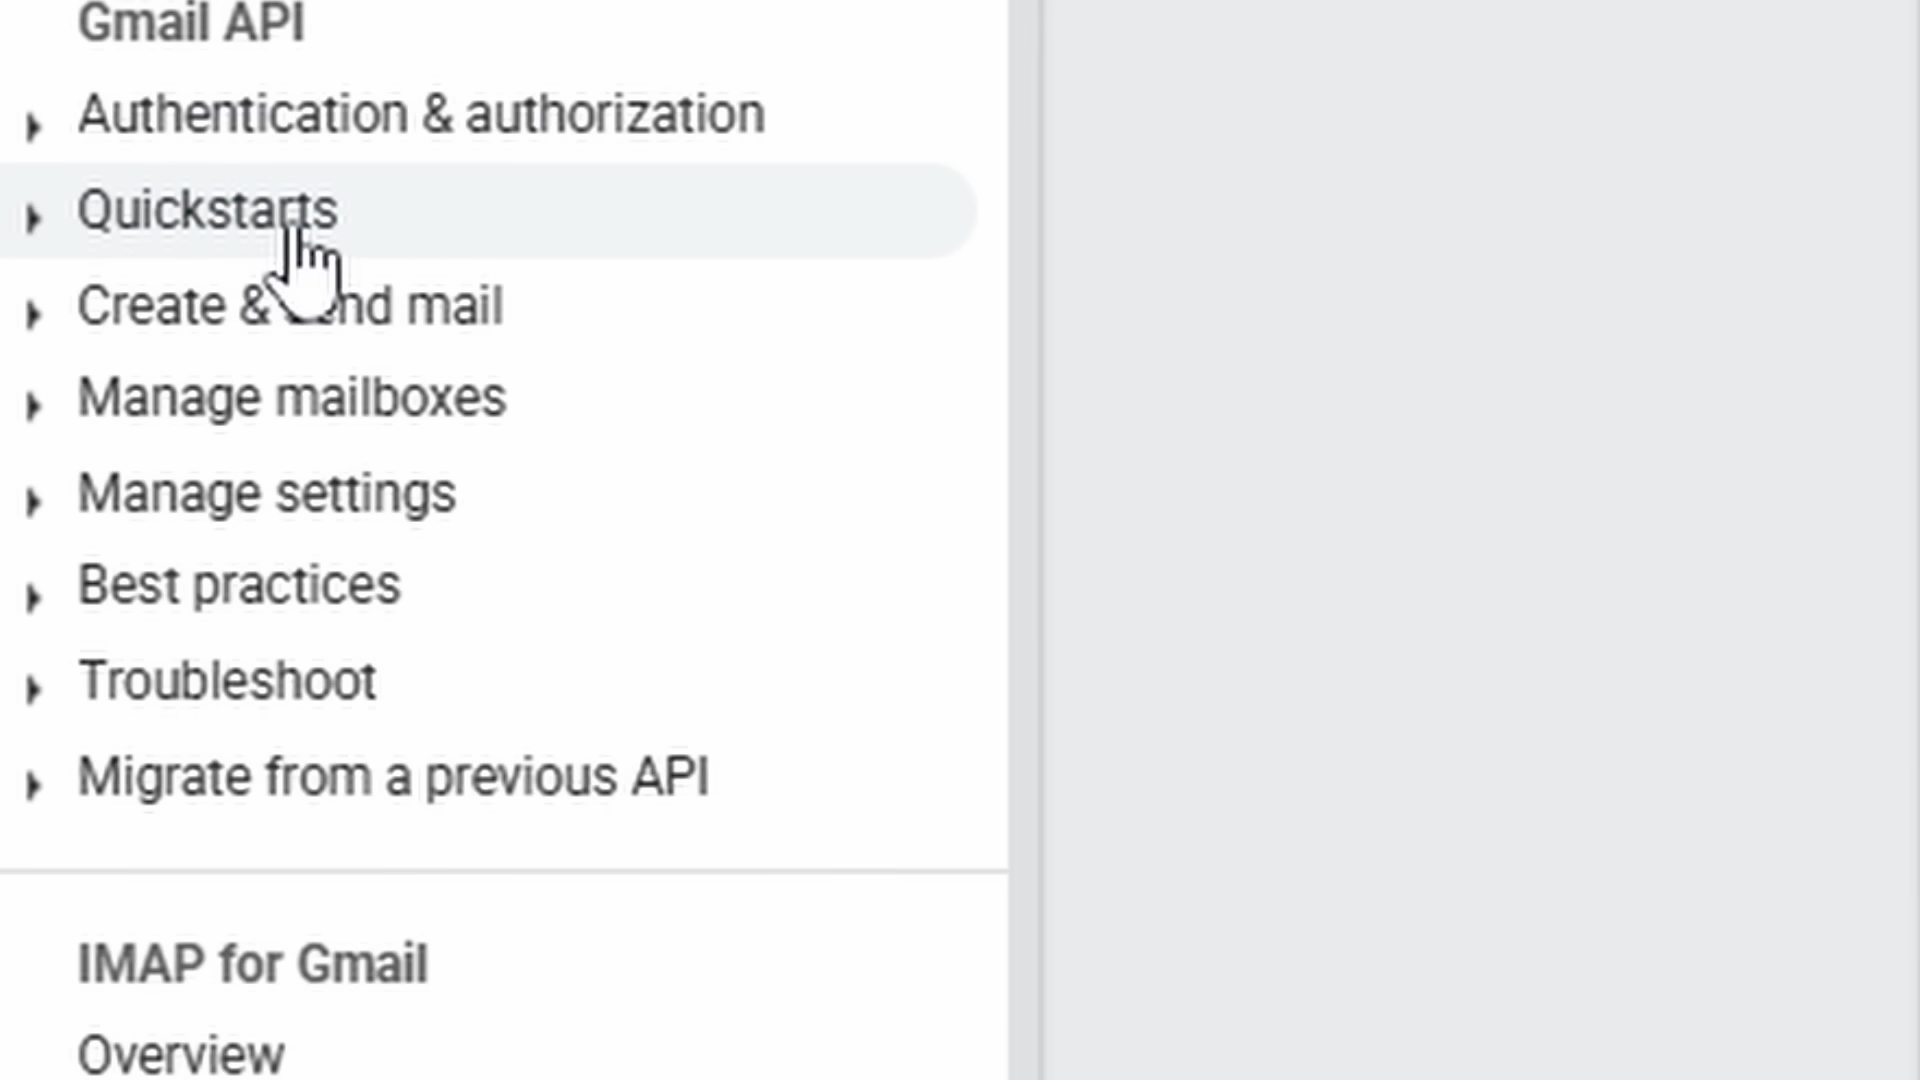 Gmail API
Authentication & authorization
Quickstarts
Create & send mail
Manage mailboxes
Manage settings
Best practices
Troubleshoot
Migrate from a previous API
IMAP for Gmail
Overview